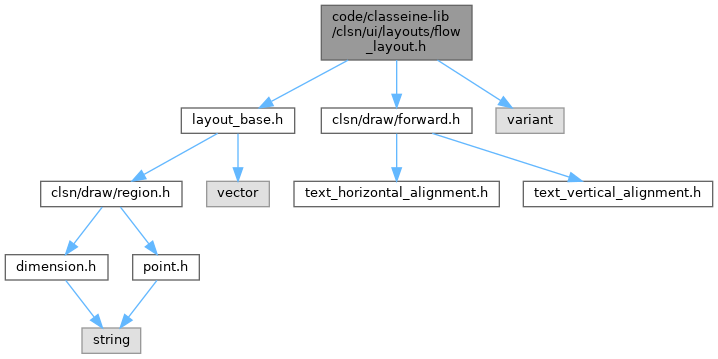 code/classeine-lib
/clsn/ui/layouts/flow
_layout.h
layout_base.h
clsn/draw/forward.h
variant
clsn/draw/region.h
vector
text_horizontal_alignment.h
text_vertical_alignment.h
dimension.h
point.h
string